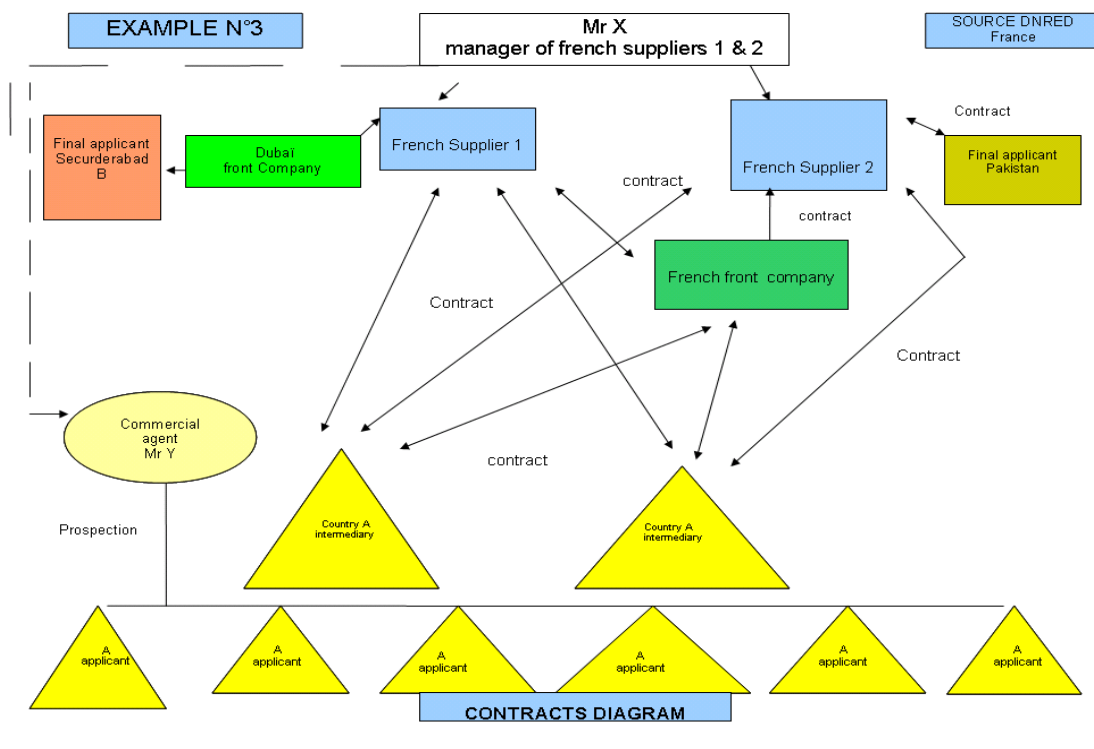 EXAMPLE N°3
Mr X
manager of french suppliers 1 & 2
SOURCE DNRED
France
Final applicant
Securderabad
B
Dubaï
front Company
French Supplier 1
French Supplier 2
Contract
Final applicant
Pakistan
contract
contract
French front company
Contract
Contract
Commercial
agent
Mr Y
contract
Prospection
Country A
intermediary
Country A
intermediary
A
applicant
A
applicant
A
applicant
A
applicant
A
applicant
A
applicant
CONTRACTS DIAGRAM